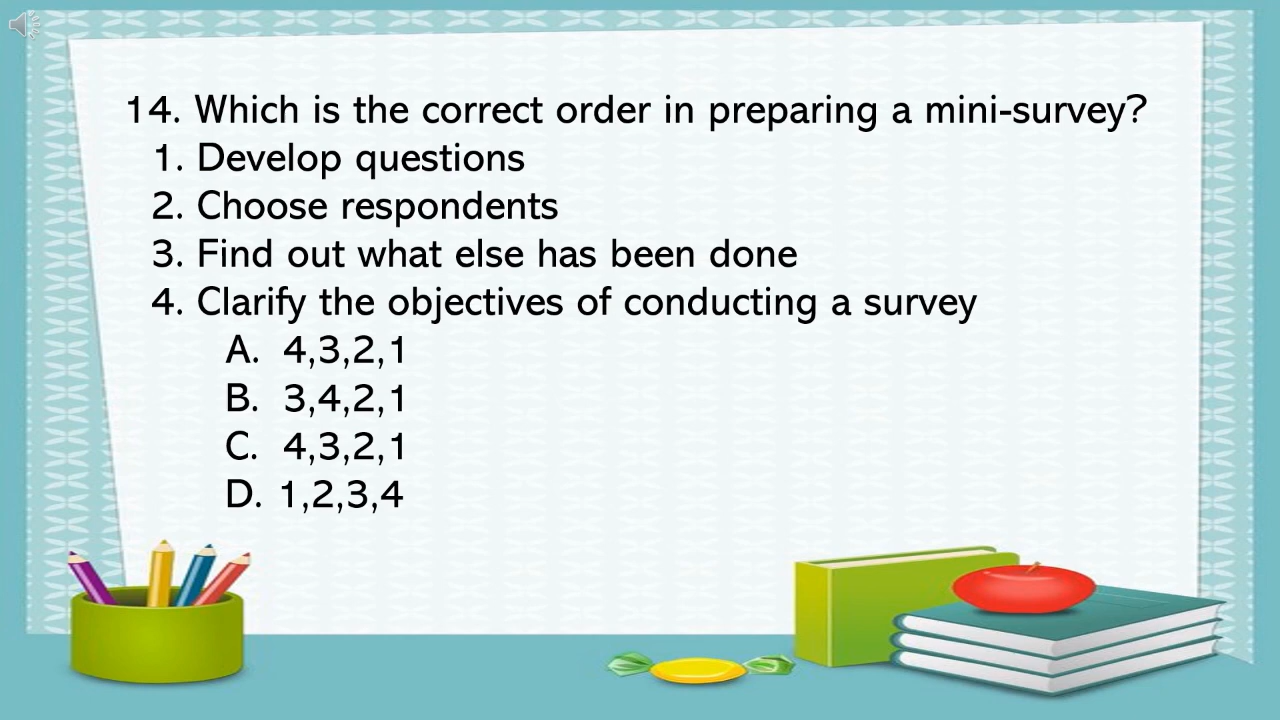 14. Which is the correct order in preparing a mini-survey?
1. Develop questions
2. Choose respondents
3. Find out what else has been done
4. Clarify the objectives of conducting a survey
A. 4,3,2,1
B. 3,4,2,1
C. 4,3,2,1
D. 1,2,3,4